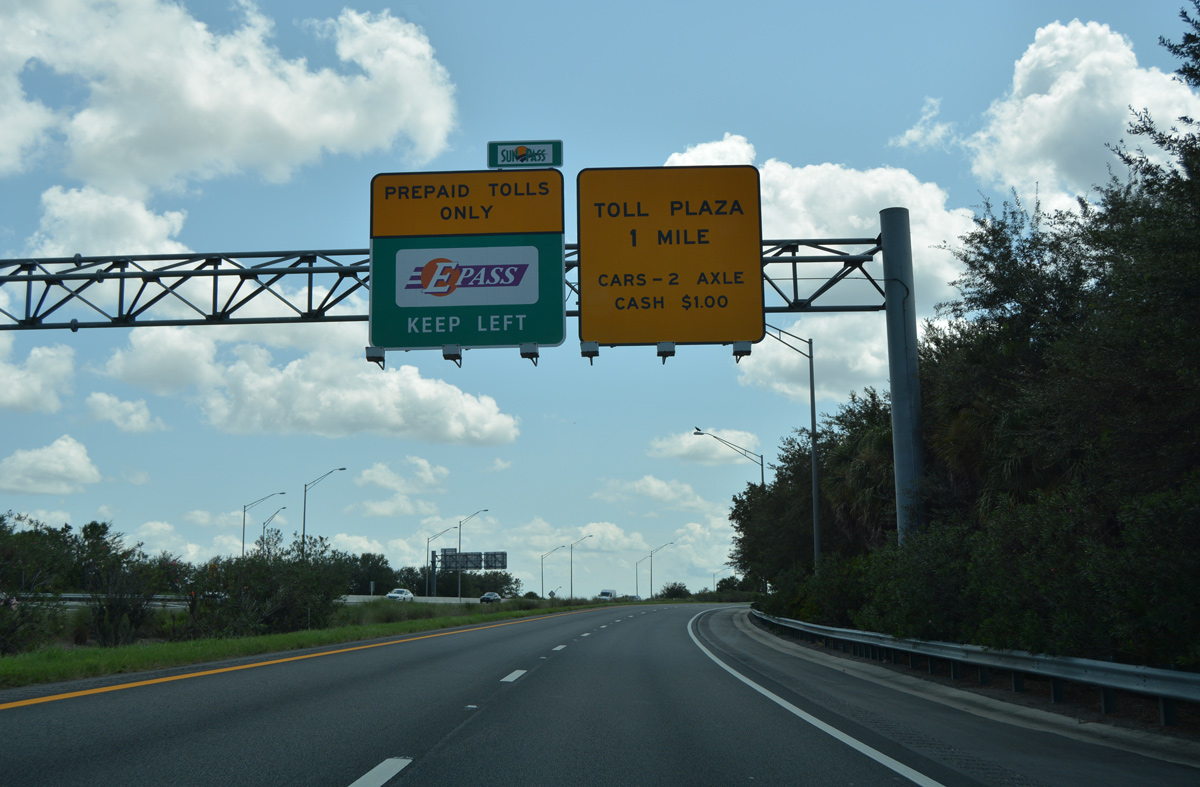 SUNPASS
PREPAID TOLLS
ONLY
EPASS
KEEP LEFT
TOLL PLAZA
1 MILE
CARS - 2 AXLE
CASH $1.00